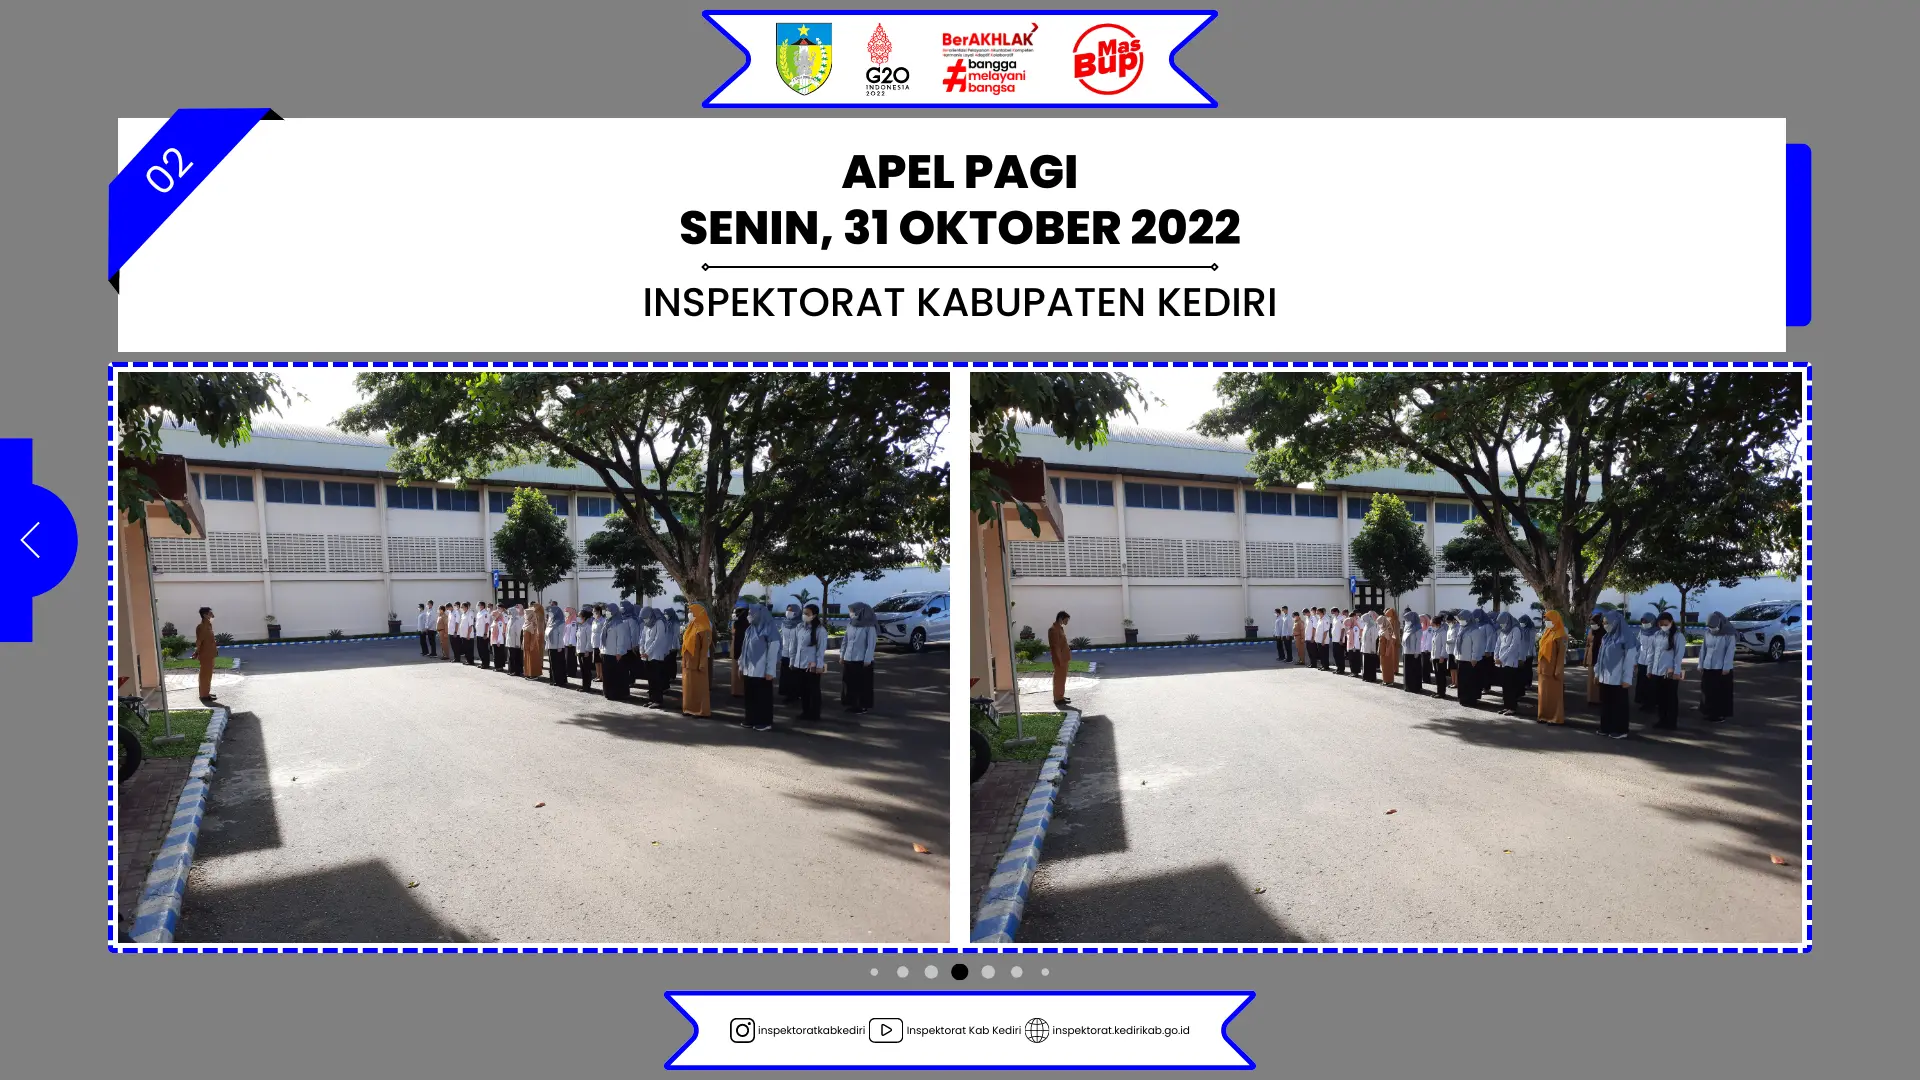 G20
INDONESIA
2022
BerAKHLAK
#bangga
melayani
bangsa
Mas
Bup
02
APEL PAGI
SENIN, 31 OKTOBER 2022
INSPEKTORAT KABUPATEN KEDIRI
inspektoratkabkediri
Inspektorat Kab Kediri
inspektorat.kedirikab.go.id